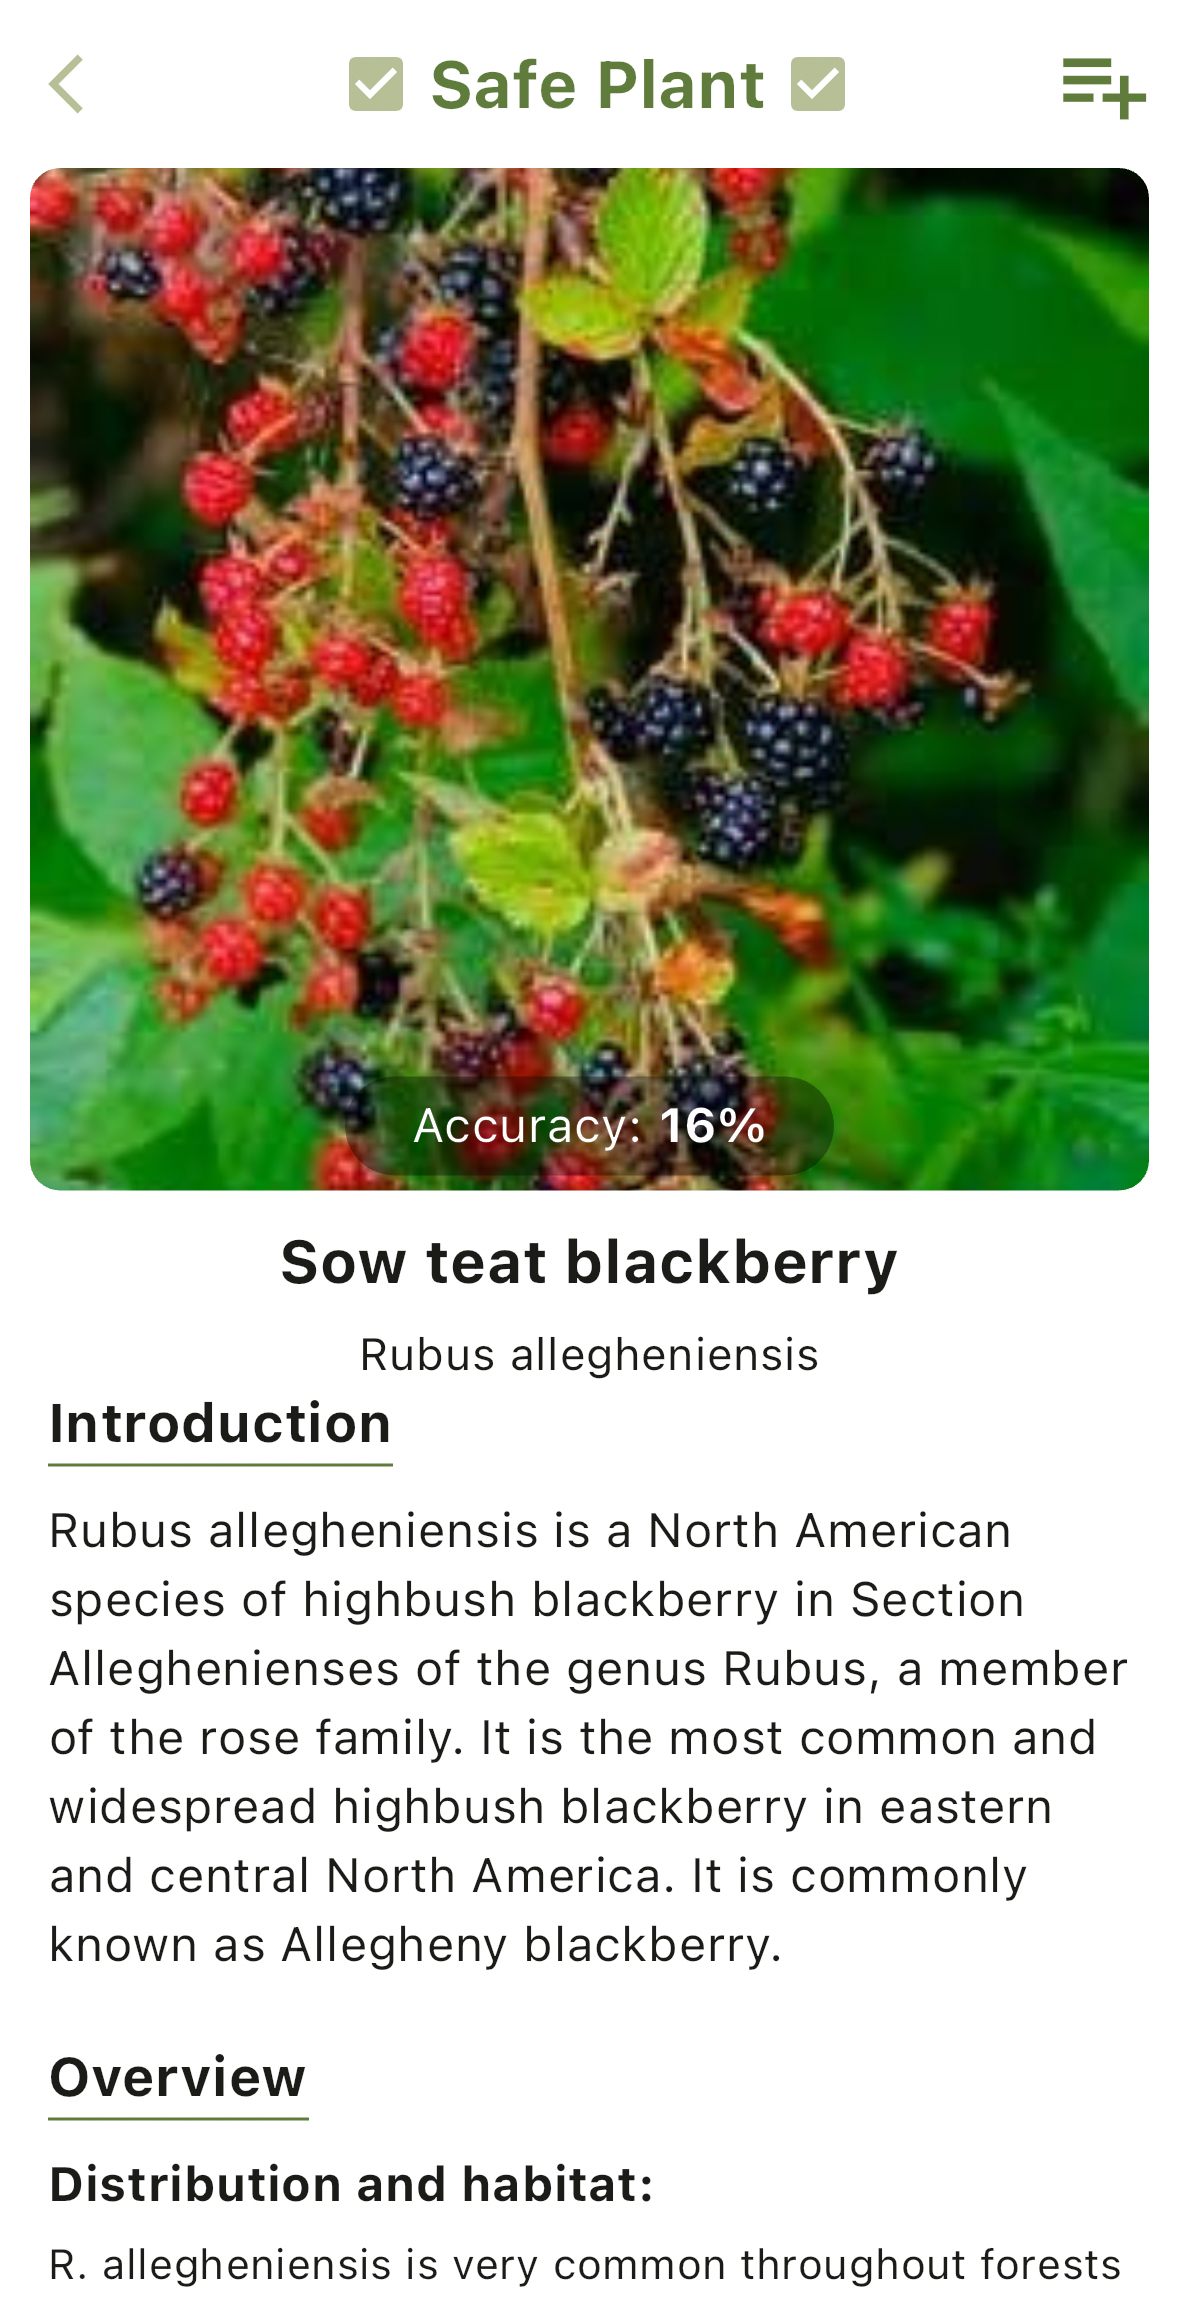 Safe Plant
Accuracy: 16%
Sow teat blackberry
Rubus allegheniensis
Introduction
Rubus allegheniensis is a North American
species of highbush blackberry in Section
Alleghenienses of the genus Rubus, a member
of the rose family. It is the most common and
widespread highbush blackberry in eastern
and central North America. It is commonly
known as Allegheny blackberry.
Overview
Distribution and habitat:
R. allegheniensis is very common throughout forests